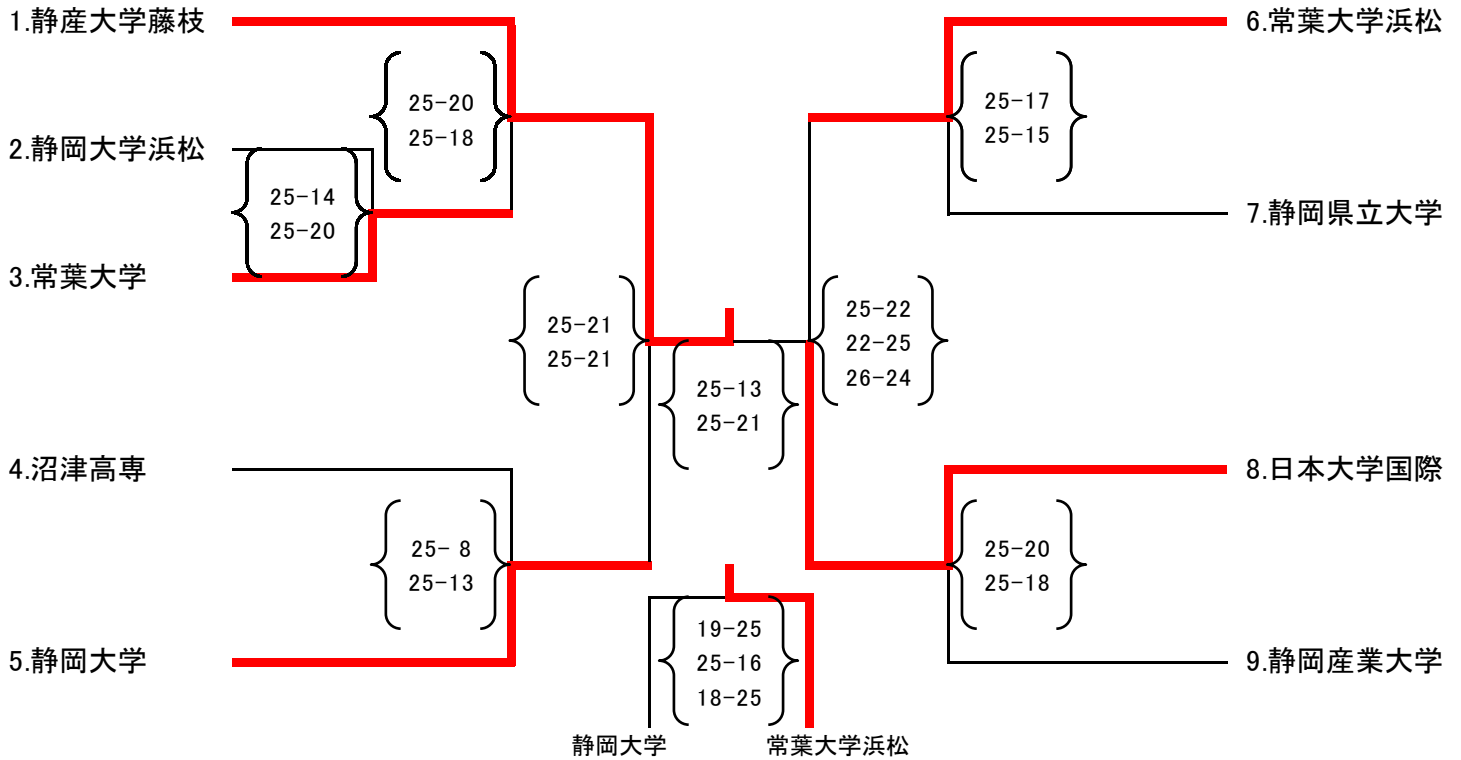 1.静産大学藤枝
6.常葉大学浜松
25-20
25-18
25-17
25-15
2.静岡大学浜松
25-14
25-20
7.静岡県立大学
3.常葉大学
25-21
25-21
25-22
22-25
26-24
25-13
25-21
4.沼津高専
8.日本大学国際
25- 8
25-13
25-20
25-18
5.静岡大学
19-25
25-16
18-25
9.静岡産業大学
静岡大学
常葉大学浜松